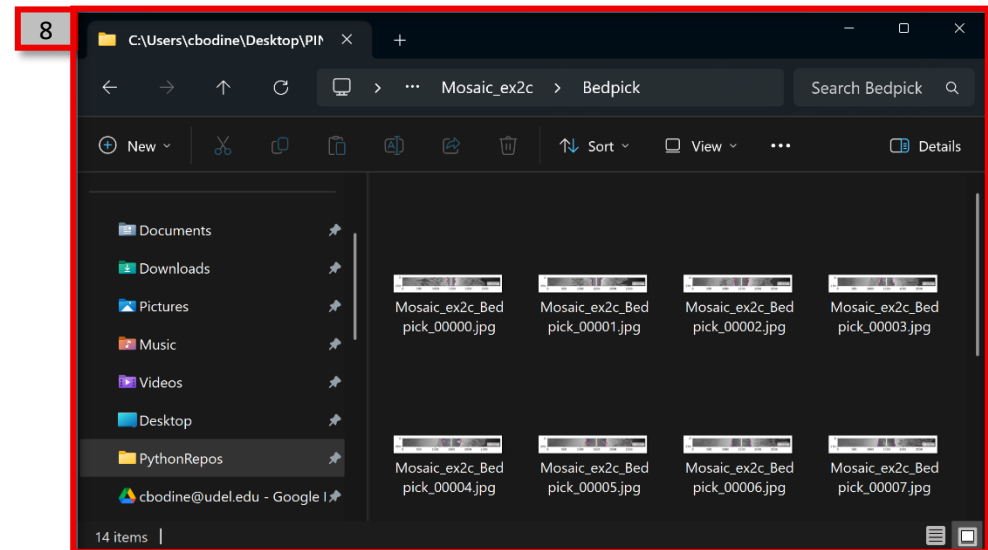 8
C:\Users\cbodine\Desktop\PIN
Mosaic_ex2c > Bedpick
Search Bedpick
New
Sort
View
Details
Documents
Downloads
Pictures
Music
Videos
Desktop
PythonRepos
cbodine@udel.edu - Google
Mosaic_ex2c_Bed
pick_00000.jpg
Mosaic_ex2c_Bed
pick_00001.jpg
Mosaic_ex2c_Bed
pick_00002.jpg
Mosaic_ex2c_Bed
pick_00003.jpg
Mosaic_ex2c_Bed
pick_00004.jpg
Mosaic_ex2c_Bed
pick_00005.jpg
Mosaic_ex2c_Bed
pick_00006.jpg
Mosaic_ex2c_Bed
pick_00007.jpg
14 items